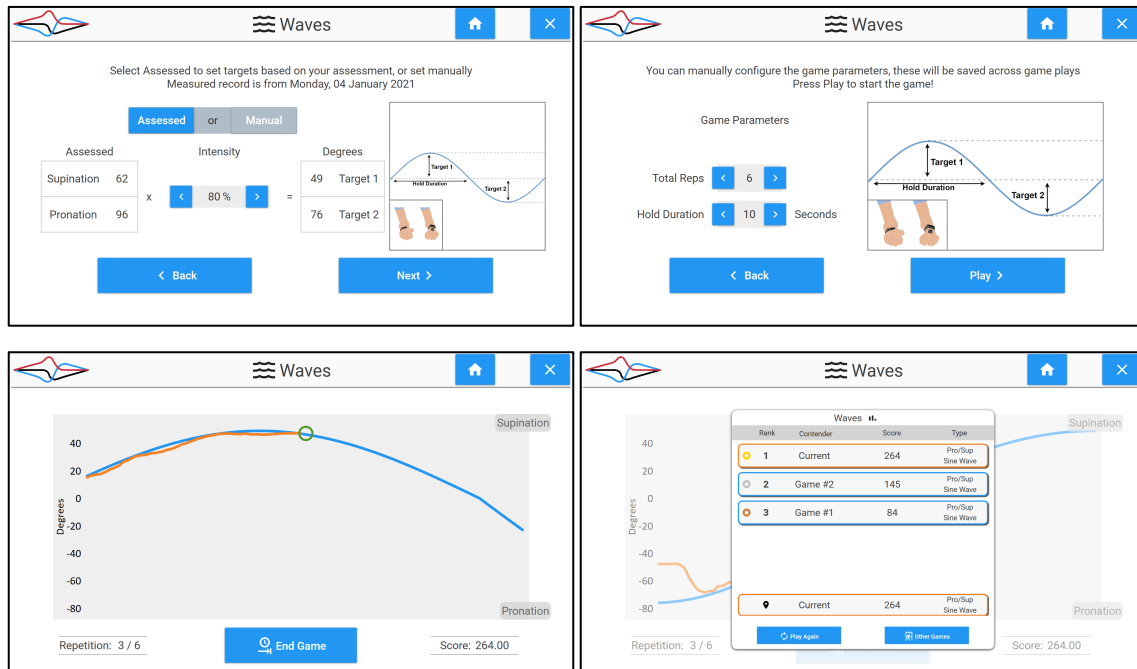 Waves
Select Assessed to set targets based on your assessment, or set manually
Measured record is from Monday, 04 January 2021
Assessed or Manual
Assessed Intensity Degrees
Supination 62 x < 80 % > = 49 Target 1
Pronation 96 76 Target 2
Target 1
Hold Duration
Target 2
< Back Next >
Waves
You can manually configure the game parameters, these will be saved across game plays
Press Play to start the game!
Game Parameters
Total Reps < 6 >
Hold Duration < 10 > Seconds
Target 1
Hold Duration
Target 2
< Back Play >
Waves
Supination
40
20
0
-20
-40
-60
-80
Degrees
Pronation
Repetition: 3 / 6 End Game Score: 264.00
Waves
Supination
40
20
0
-20
-40
-60
-80
Degrees
Pronation
Waves
Rank Contender Score Type
1 Current 264 Pro/Sup Sine Wave
2 Game #2 145 Pro/Sup Sine Wave
3 Game #1 84 Pro/Sup Sine Wave
Current 264 Pro/Sup Sine Wave
Play Again Other Games
Repetition: 3 / 6 Score: 264.00